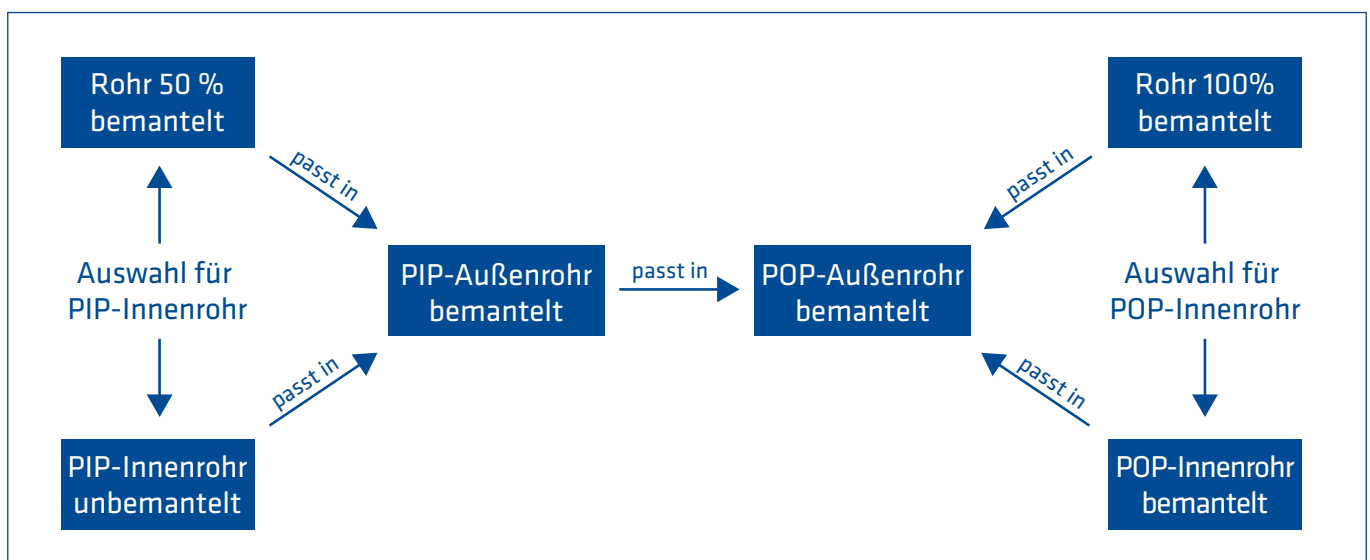 Rohr 50 %
bemantelt
Rohr 100%
bemantelt
passt in
passt in
Auswahl für
PIP-Innenrohr
PIP-Außenrohr
bemantelt
passt in
POP-Außenrohr
bemantelt
Auswahl für
POP-Innenrohr
passt in
passt in
PIP-Innenrohr
unbemantelt
POP-Innenrohr
bemantelt